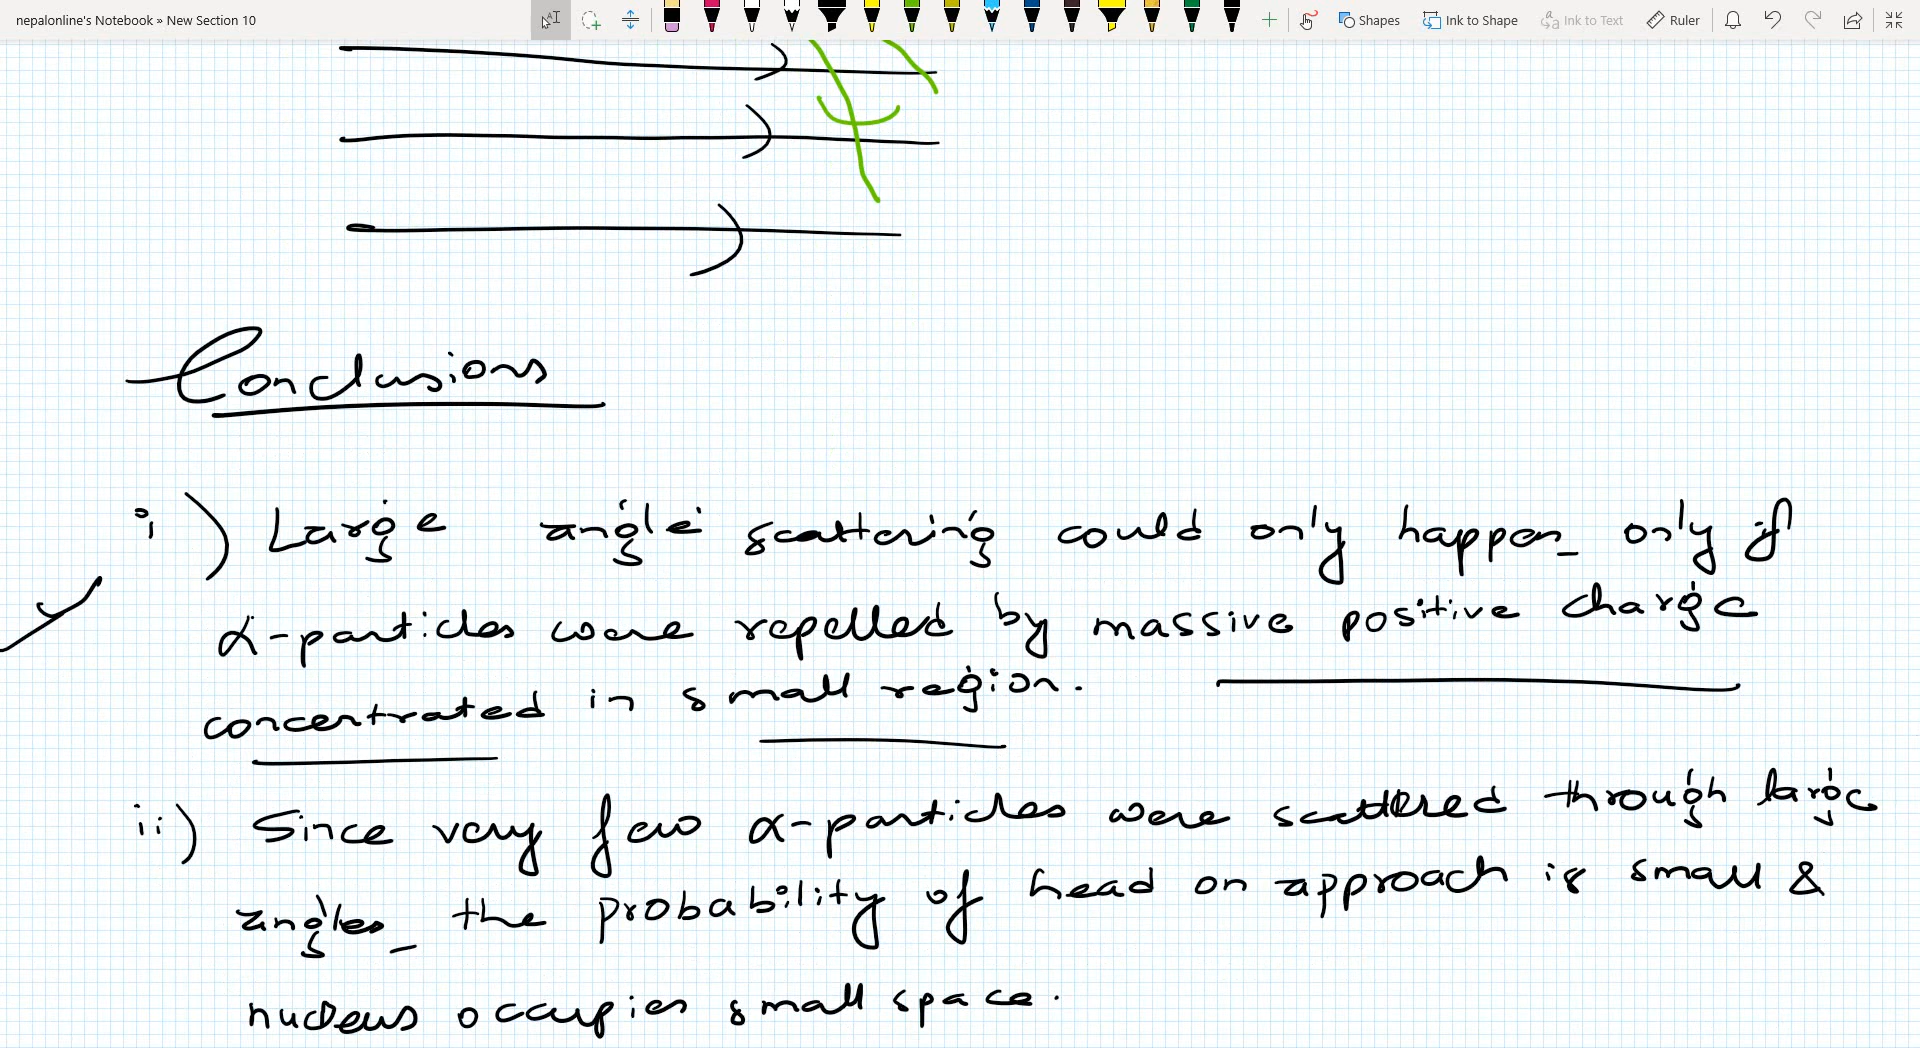 nepalonline's Notebook » New Section 10
Shapes Ink to Shape Ink to Text Ruler
Conclusions
i) Large angle scattering could only happen only if
α-particles were repelled by massive positive charge
concentrated in small region.
ii) Since very few α-particles were scattered through large
angles the probability of head on approach is small &
nucleus occupies small space.